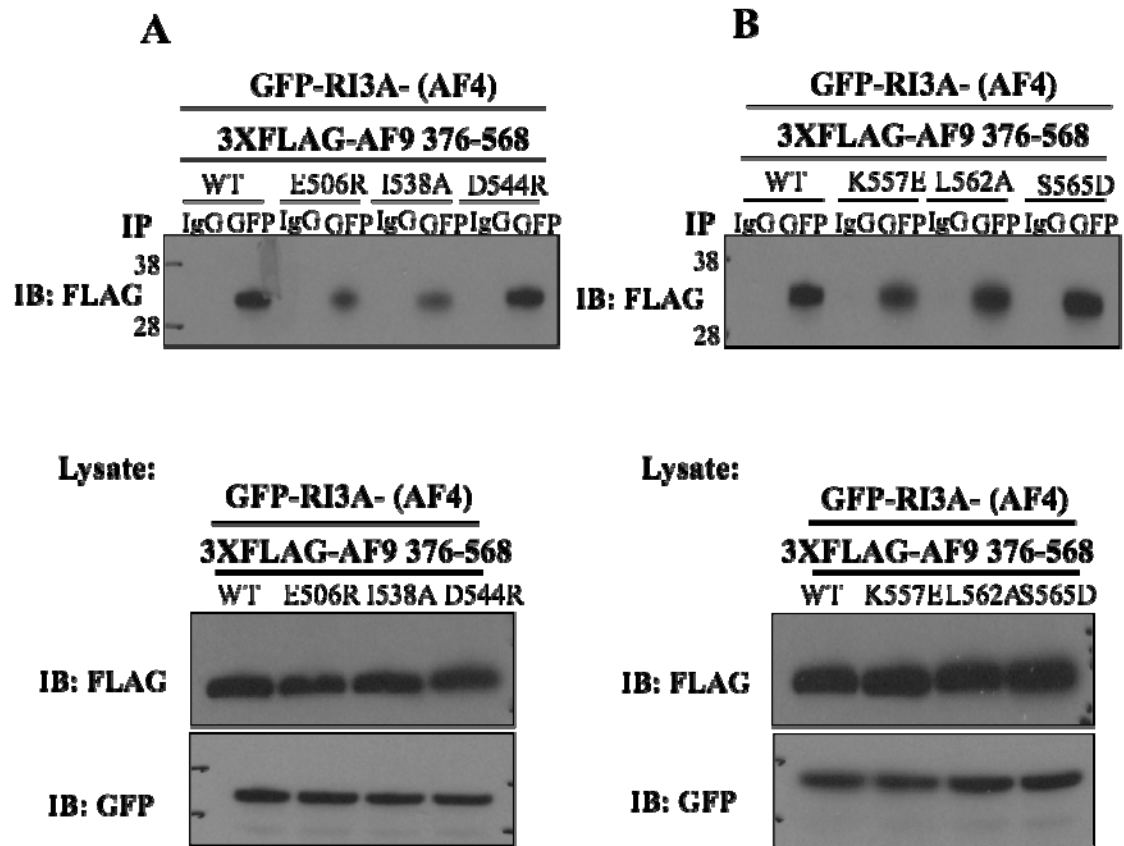 A
GFP-RI3A- (AF4)
3XFLAG-AF9 376-568
WT E506R I538A D544R
IP IgG GFP IgG GFP IgG GFP IgG GFP
38
IB: FLAG
28
B
GFP-RI3A- (AF4)
3XFLAG-AF9 376-568
WT K557E L562A S565D
IP IgG GFP IgG GFP IgG GFP IgG GFP
38
IB: FLAG
28
Lysate:
GFP-RI3A- (AF4)
3XFLAG-AF9 376-568
WT E506R I538A D544R
IB: FLAG
IB: GFP
Lysate:
GFP-RI3A- (AF4)
3XFLAG-AF9 376-568
WT K557E L562A S565D
IB: FLAG
IB: GFP